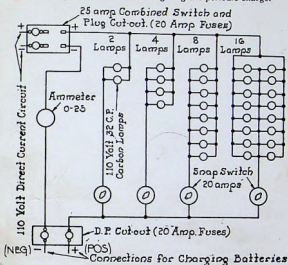 25 amp Combined Switch and
Plug Cut-out. (20 Amp Fuses)
+
+
2
Lamps
4
Lamps
8
Lamps
16
Lamps
110 Volt Direct Current Circuit
Ammeter
0-25
110 Volt 32 C.P.
Carbon Lamps
Snap Switch
20 amps
D.P. Cut-out (20 Amp. Fuses)
(NEG) - + (POS)
Connections for Charging Batteries